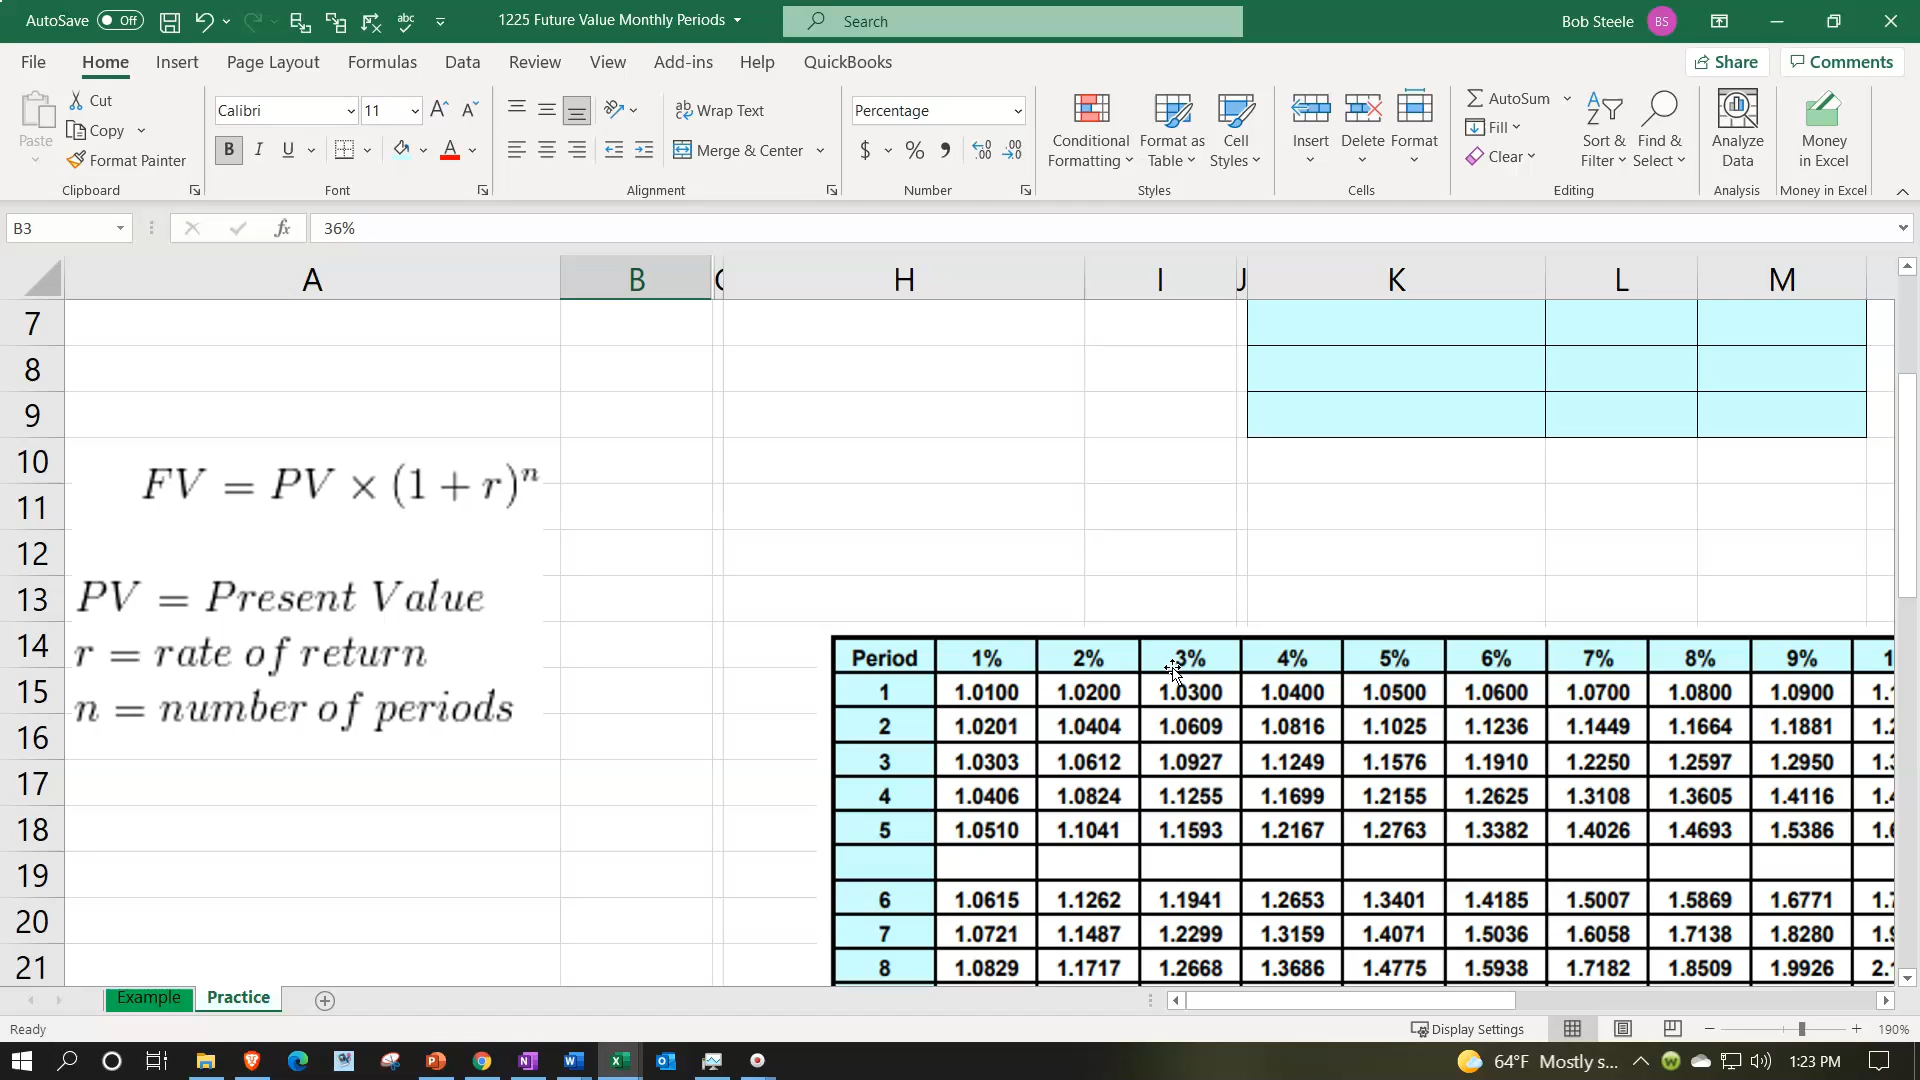 AutoSave Off 1225 Future Value Monthly Periods Search Bob Steele BS
File Home Insert Page Layout Formulas Data Review View Add-ins Help QuickBooks Share Comments
Paste Cut Copy Format Painter
Calibri 11 B I U A
Wrap Text
Merge & Center
Percentage
$ % 9
Conditional Formatting Format as Table Cell Styles
Insert Delete Format
AutoSum Fill Clear
Sort & Filter Find & Select
Analyze Data
Money in Excel
Clipboard Font Alignment Number Styles Cells Editing Analysis Money in Excel
B3 fx 36%
A B H I J K L M
7
8
9
10
FV = PV × (1 + r)^n
11
12
13
PV = Present Value
14
r = rate of return
15
n = number of periods
16
17
18
19
20
21
Period 1% 2% 3% 4% 5% 6% 7% 8% 9%
1 1.0100 1.0200 1.0300 1.0400 1.0500 1.0600 1.0700 1.0800 1.0900
2 1.0201 1.0404 1.0609 1.0816 1.1025 1.1236 1.1449 1.1664 1.1881
3 1.0303 1.0612 1.0927 1.1249 1.1576 1.1910 1.2250 1.2597 1.2950
4 1.0406 1.0824 1.1255 1.1699 1.2155 1.2625 1.3108 1.3605 1.4116
5 1.0510 1.1041 1.1593 1.2167 1.2763 1.3382 1.4026 1.4693 1.5386
6 1.0615 1.1262 1.1941 1.2653 1.3401 1.4185 1.5007 1.5869 1.6771
7 1.0721 1.1487 1.2299 1.3159 1.4071 1.5036 1.6058 1.7138 1.8280
8 1.0829 1.1717 1.2668 1.3686 1.4775 1.5938 1.7182 1.8509 1.9926
Example Practice
Ready Display Settings 190%
64°F Mostly s... 1:23 PM